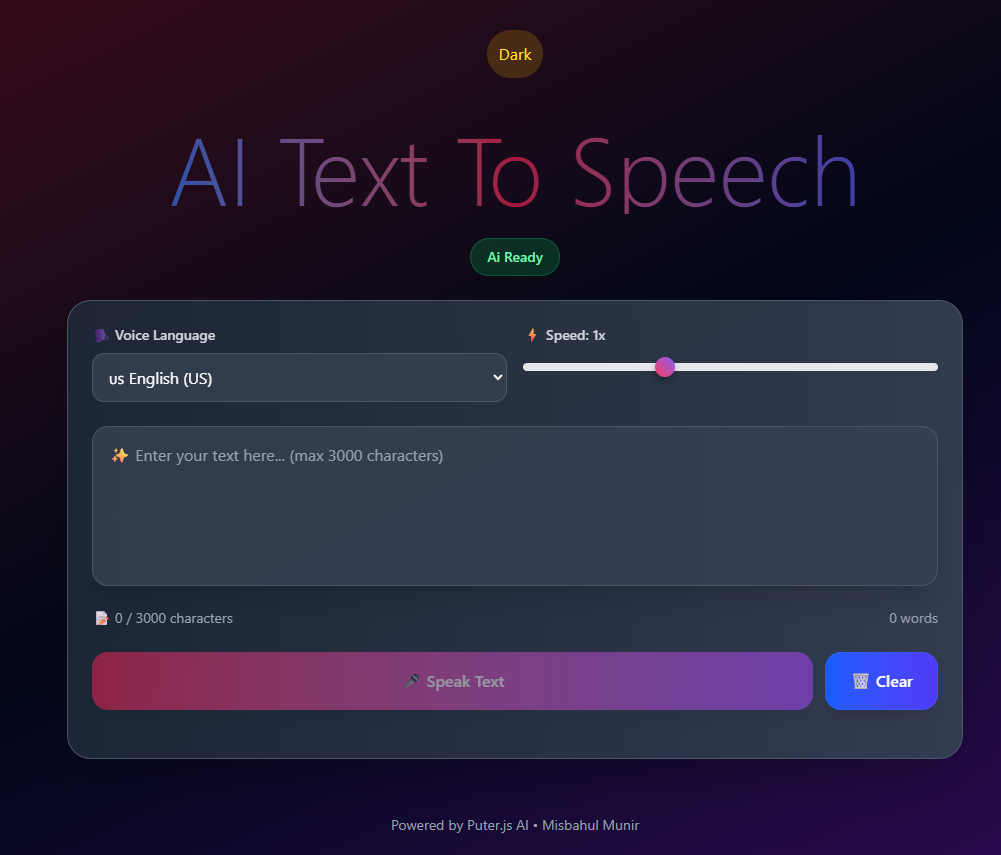 Dark
AI Text To Speech
Ai Ready
Voice Language
Speed: 1x
us English (US)
✨ Enter your text here... (max 3000 characters)
📝 0 / 3000 characters
0 words
🎤 Speak Text
🗑️ Clear
Powered by Puter.js AI • Misbahul Munir